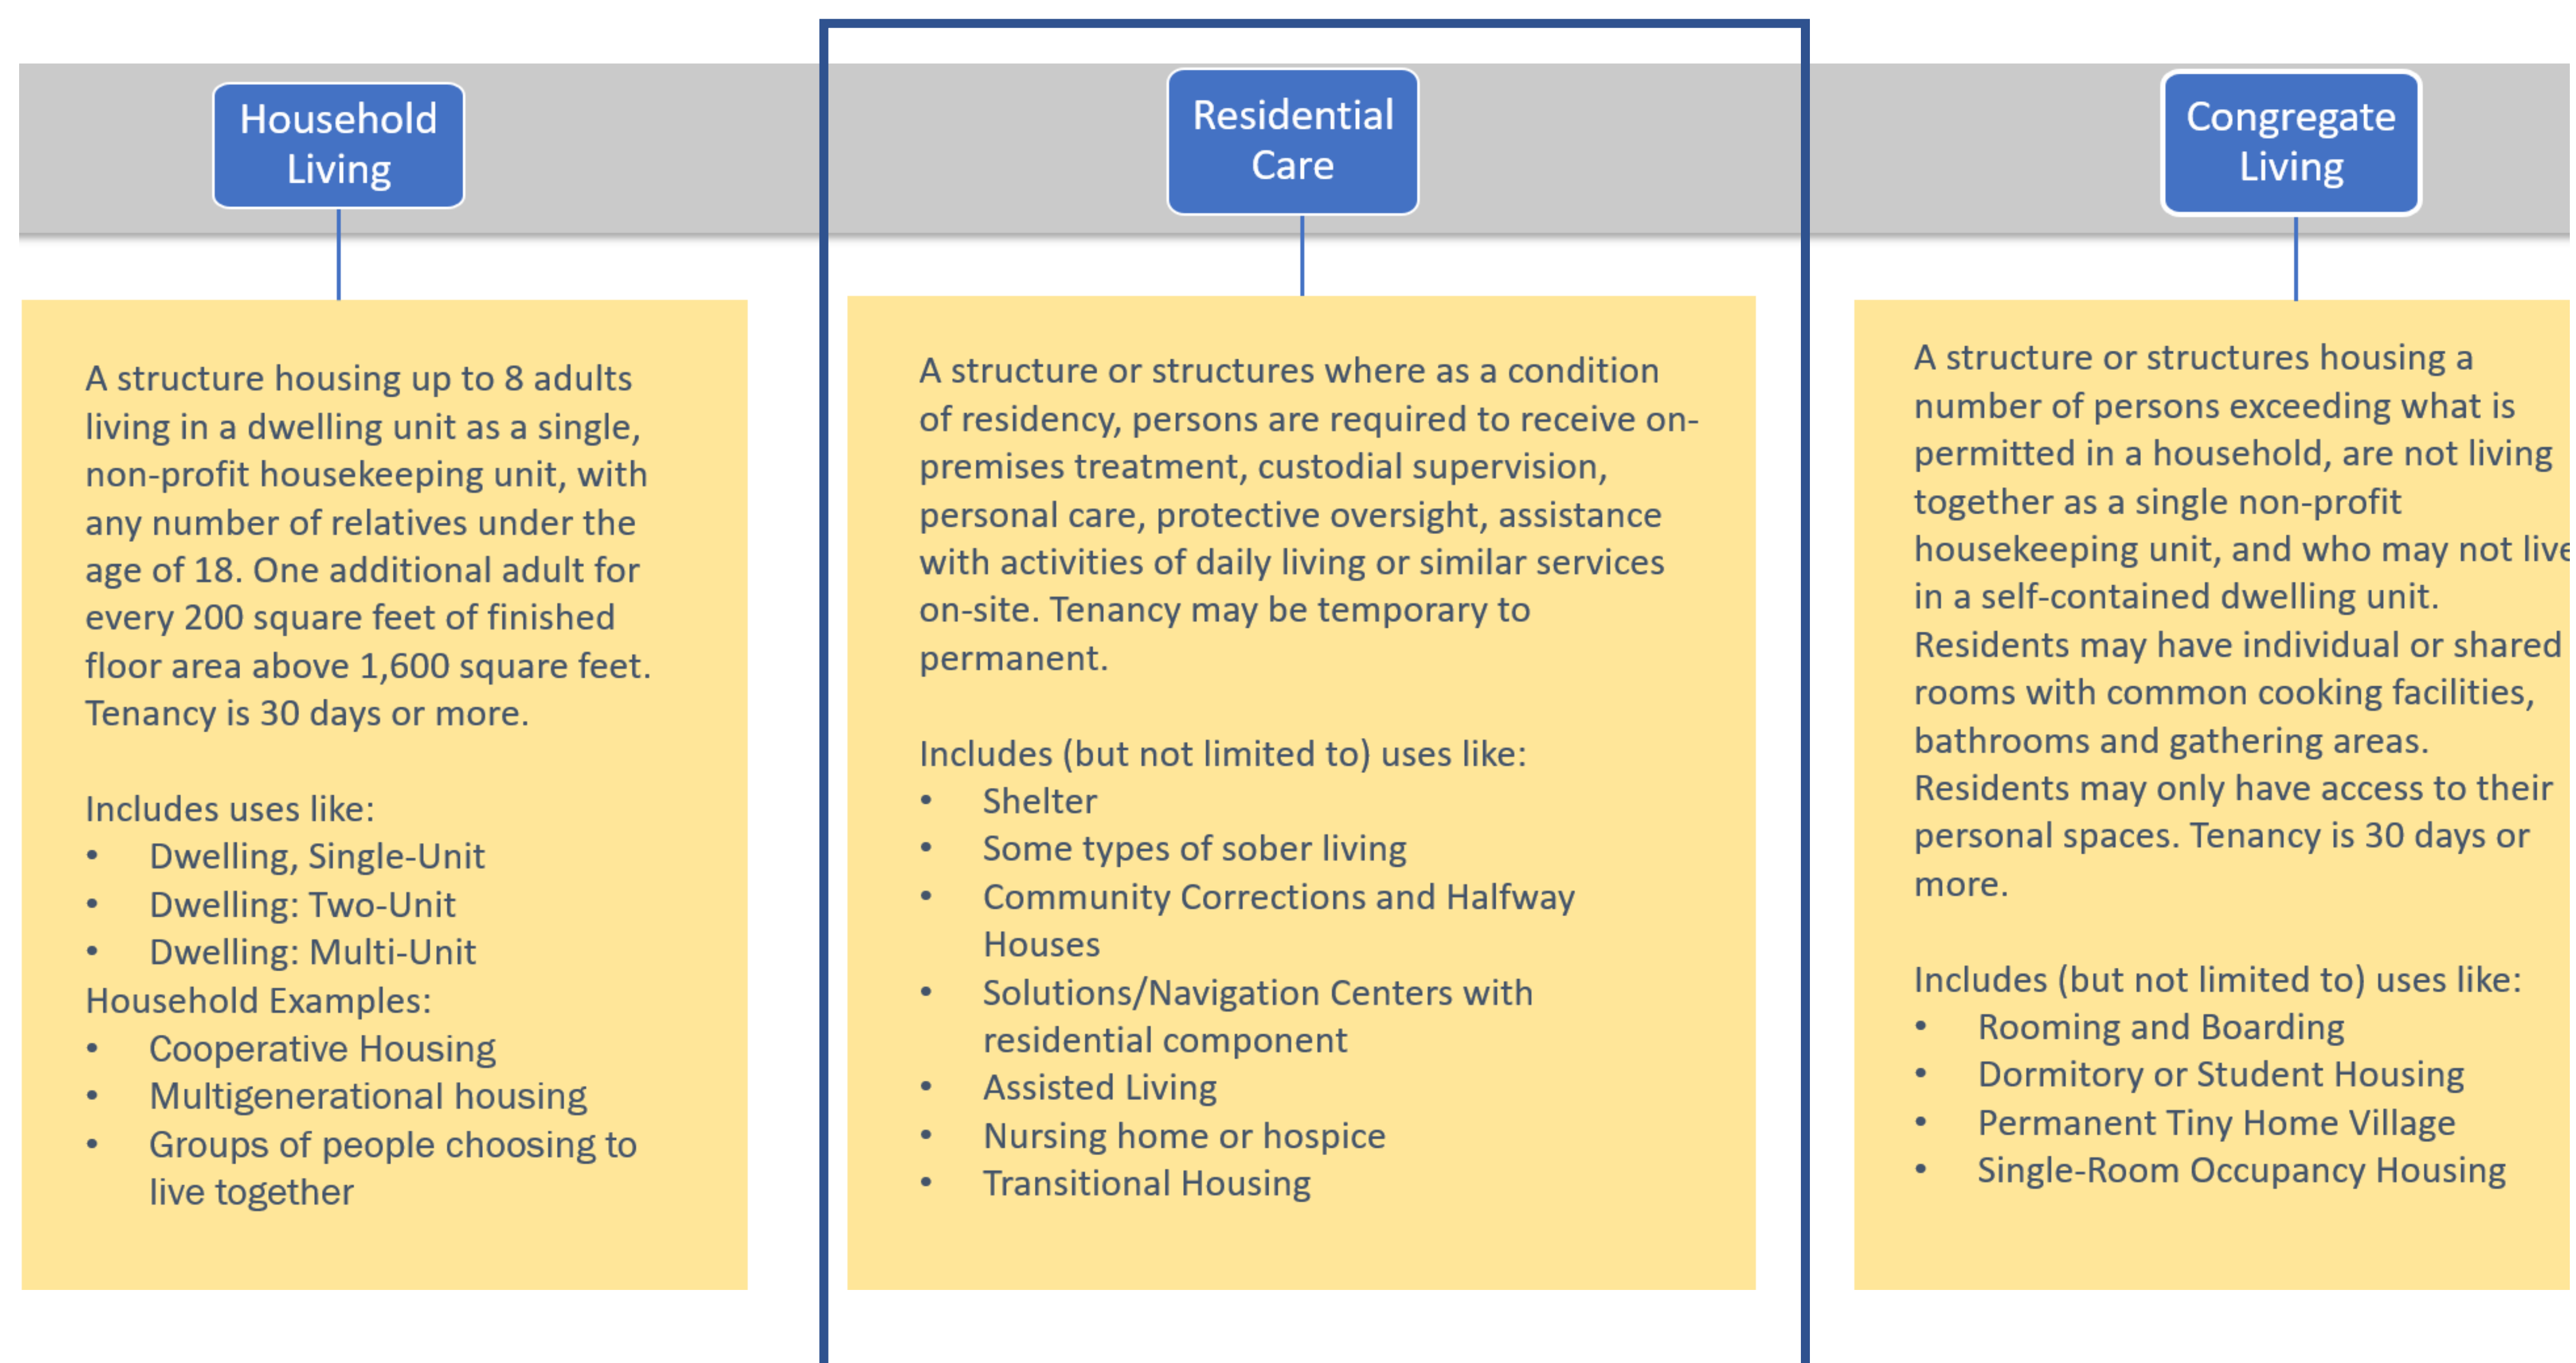 Household
Living
A structure housing up to 8 adults
living in a dwelling unit as a single,
non-profit housekeeping unit, with
any number of relatives under the
age of 18. One additional adult for
every 200 square feet of finished
floor area above 1,600 square feet.
Tenancy is 30 days or more.
Includes uses like:
• Dwelling, Single-Unit
• Dwelling: Two-Unit
• Dwelling: Multi-Unit
Household Examples:
• Cooperative Housing
• Multigenerational housing
• Groups of people choosing to
live together
Residential
Care
A structure or structures where as a condition
of residency, persons are required to receive on-
premises treatment, custodial supervision,
personal care, protective oversight, assistance
with activities of daily living or similar services
on-site. Tenancy may be temporary to
permanent.
Includes (but not limited to) uses like:
• Shelter
• Some types of sober living
• Community Corrections and Halfway
Houses
• Solutions/Navigation Centers with
residential component
• Assisted Living
• Nursing home or hospice
• Transitional Housing
Congregate
Living
A structure or structures housing a
number of persons exceeding what is
permitted in a household, are not living
together as a single non-profit
housekeeping unit, and who may not live
in a self-contained dwelling unit.
Residents may have individual or shared
rooms with common cooking facilities,
bathrooms and gathering areas.
Residents may only have access to their
personal spaces. Tenancy is 30 days or
more.
Includes (but not limited to) uses like:
• Rooming and Boarding
• Dormitory or Student Housing
• Permanent Tiny Home Village
• Single-Room Occupancy Housing